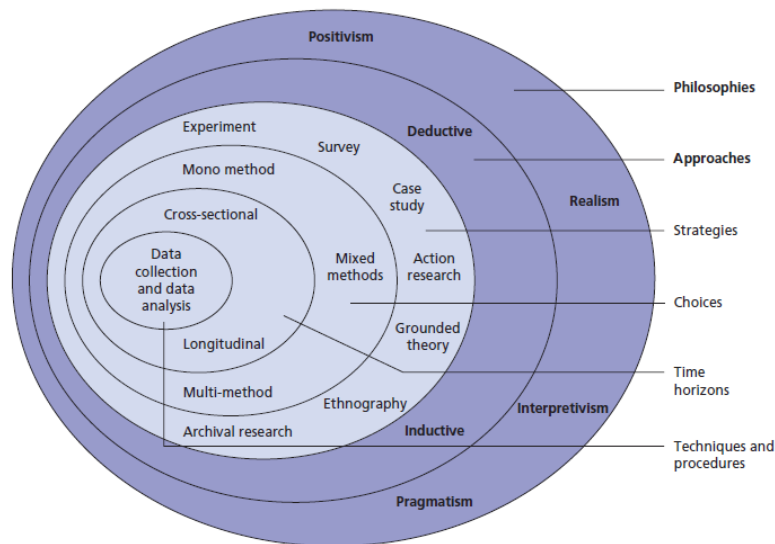 Positivism
Philosophies
Experiment
Deductive
Survey
Approaches
Mono method
Case
study
Realism
Cross-sectional
Strategies
Data
collection
and data
analysis
Mixed
methods
Action
research
Choices
Grounded
theory
Longitudinal
Time
horizons
Multi-method
Ethnography
Interpretivism
Archival research
Inductive
Techniques and
procedures
Pragmatism